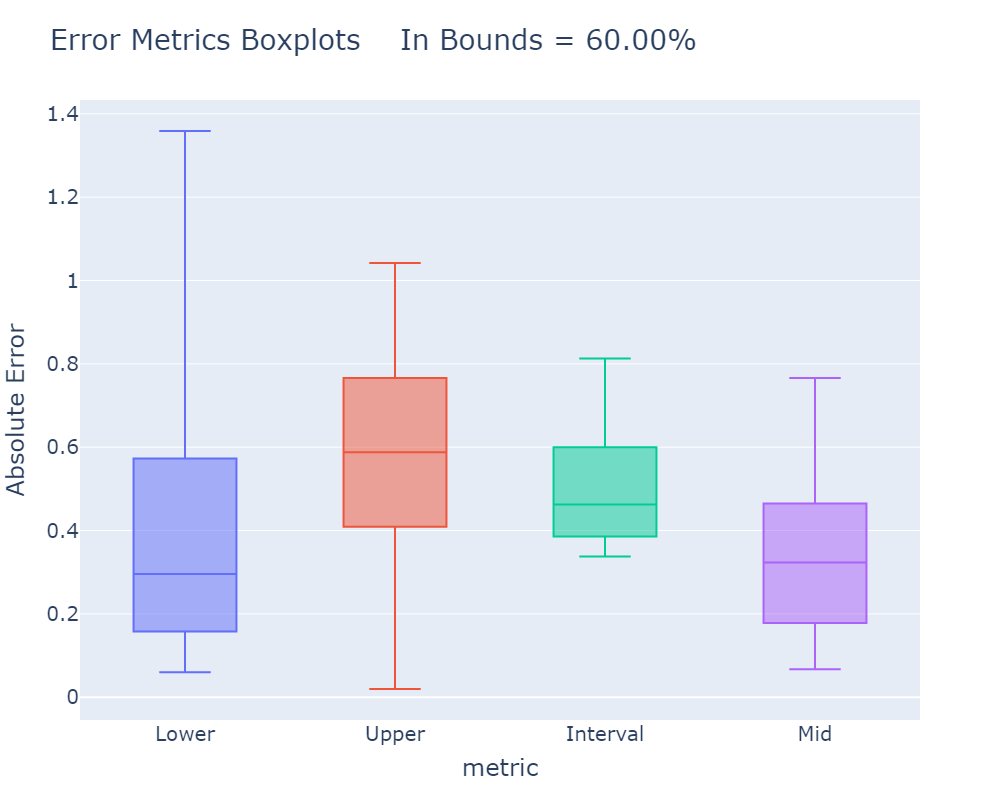 Error Metrics Boxplots    In Bounds = 60.00%
1.4
1.2
1
0.8
0.6
0.4
0.2
0
Absolute Error
Lower
Upper
Interval
Mid
metric